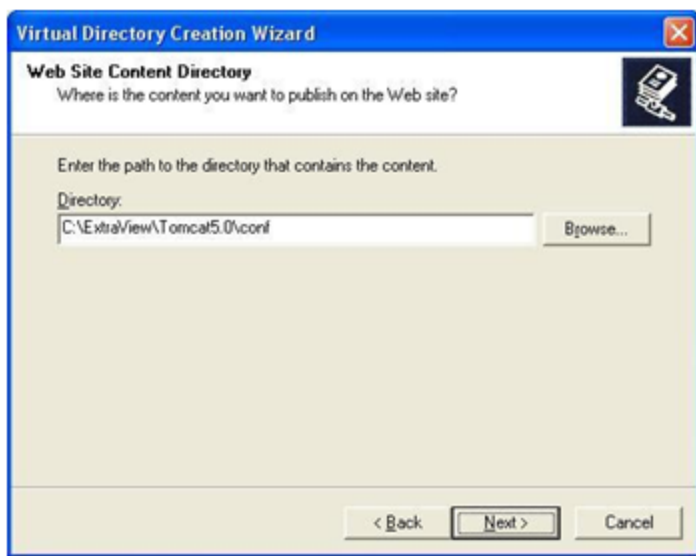 Virtual Directory Creation Wizard
Web Site Content Directory
Where is the content you want to publish on the Web site?
Enter the path to the directory that contains the content.
Directory:
C:\ExtraView\Tomcat5.0\conf
Browse...
< Back
Next >
Cancel